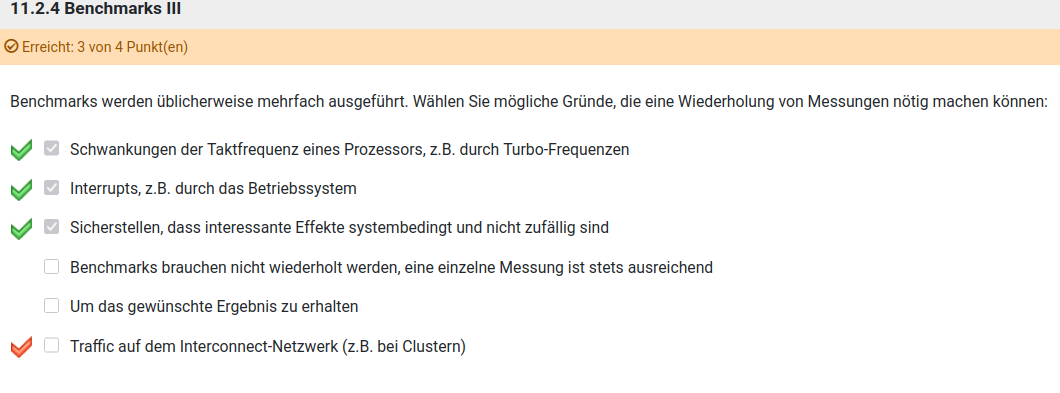 11.2.4 Benchmarks III
Erreicht: 3 von 4 Punkt(en)
Benchmarks werden üblicherweise mehrfach ausgeführt. Wählen Sie mögliche Gründe, die eine Wiederholung von Messungen nötig machen können:
Schwankungen der Taktfrequenz eines Prozessors, z.B. durch Turbo-Frequenzen
Interrupts, z.B. durch das Betriebssystem
Sicherstellen, dass interessante Effekte systembedingt und nicht zufällig sind
Benchmarks brauchen nicht wiederholt werden, eine einzelne Messung ist stets ausreichend
Um das gewünschte Ergebnis zu erhalten
Traffic auf dem Interconnect-Netzwerk (z.B. bei Clustern)